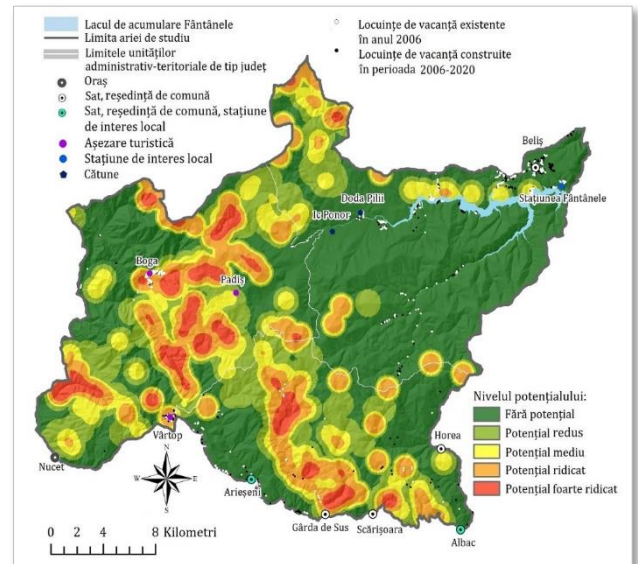 Lacul de acumulare Fântânele
Limita ariei de studiu
Limitele unităților
administrativ-teritoriale de tip județ
Oraș
Sat, reședință de comună
Sat, reședință de comună, stațiune
de interes local
Așezare turistică
Stațiune de interes local
Cătune
Locuințe de vacanță existente
în anul 2006
Locuințe de vacanță construite
în perioada 2006-2020
Beliș
Stațiunea Fântânele
Doda Pilii
Ic Ponor
Boga
Padiș
Vârtop
Nucet
Arieșeni
Gârda de Sus
Scărișoara
Horea
Albac
Nivelul potențialului:
Fără potențial
Potențial redus
Potențial mediu
Potențial ridicat
Potențial foarte ridicat
N
W
E
S
0 2 4 8 Kilometri